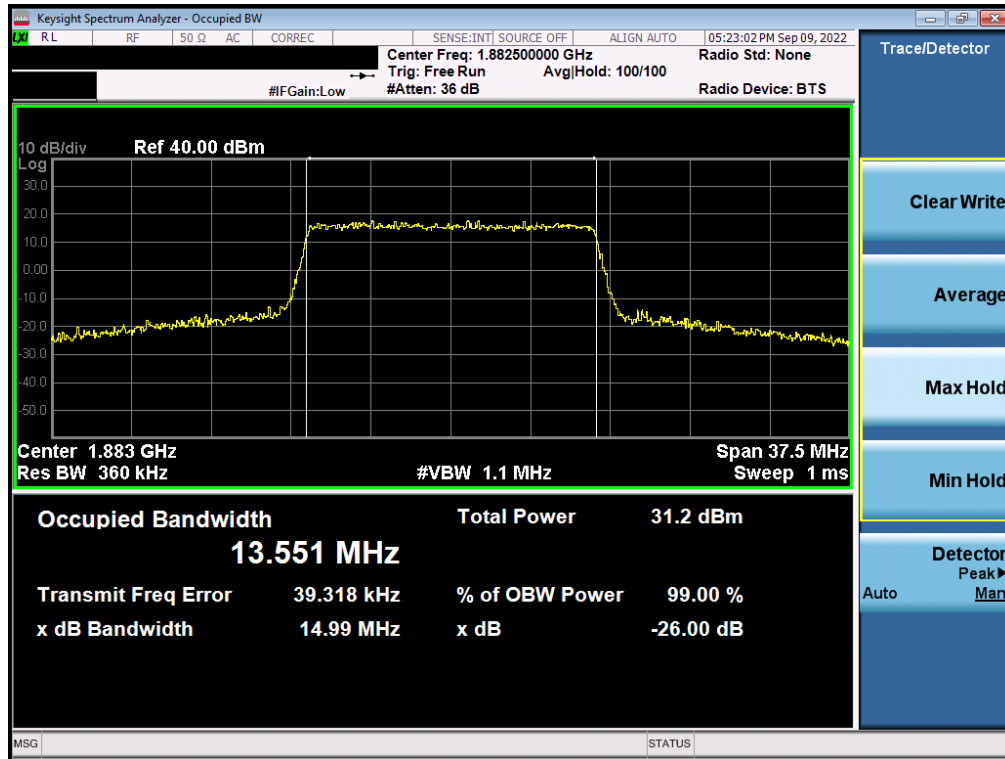 Keysight Spectrum Analyzer - Occupied BW
LXI RL RF 50 Ω AC CORREC SENSE:INT SOURCE OFF ALIGN AUTO 05:23:02 PM Sep 09, 2022
Center Freq: 1.882500000 GHz Radio Std: None
Trig: Free Run Avg|Hold: 100/100
#IFGain:Low #Atten: 36 dB Radio Device: BTS
10 dB/div Ref 40.00 dBm
Log
30.0
20.0
10.0
0.00
-10.0
-20.0
-30.0
-40.0
-50.0
Center 1.883 GHz Span 37.5 MHz
Res BW 360 kHz #VBW 1.1 MHz Sweep 1 ms
Occupied Bandwidth Total Power 31.2 dBm
13.551 MHz
Transmit Freq Error 39.318 kHz % of OBW Power 99.00 %
x dB Bandwidth 14.99 MHz x dB -26.00 dB
MSG STATUS
Trace/Detector
Clear Write
Average
Max Hold
Min Hold
Detector
Peak▶
Auto Man